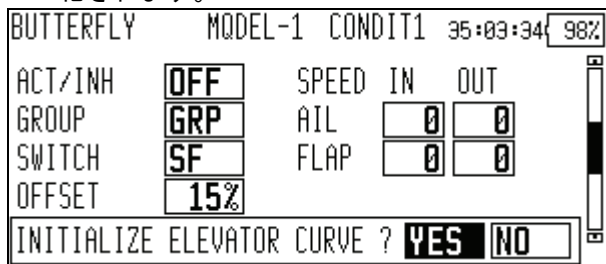 BUTTERFLY MODEL-1 CONDIT1 35:03:34 98%
ACT/INH OFF SPEED IN OUT
GROUP GRP AIL 0 0
SWITCH SF FLAP 0 0
OFFSET 15%
INITIALIZE ELEVATOR CURVE ? YES NO